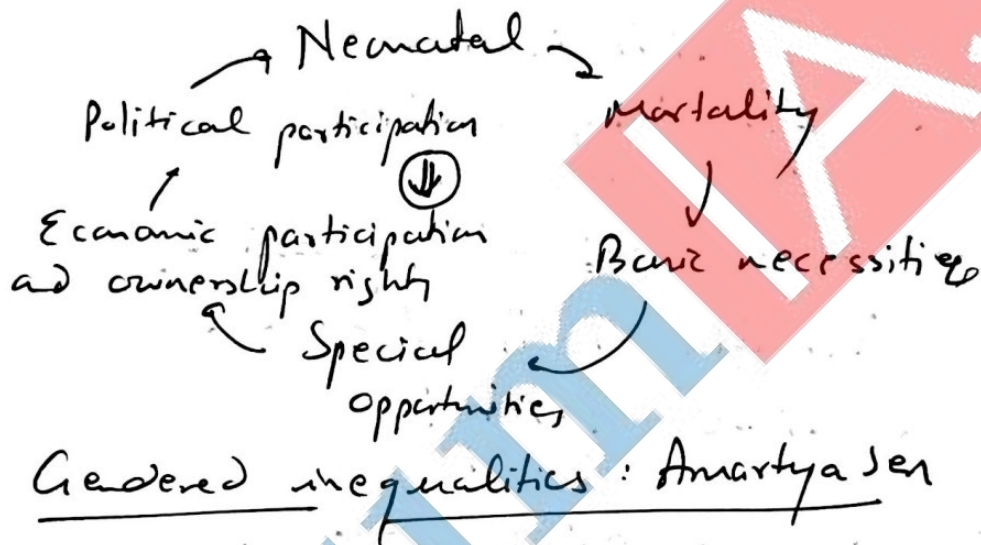 Neonatal
Political participation
Mortality
Economic participation
and ownership rights
Basic necessities
Special
opportunities
Gendered inequalities : Amartya Sen